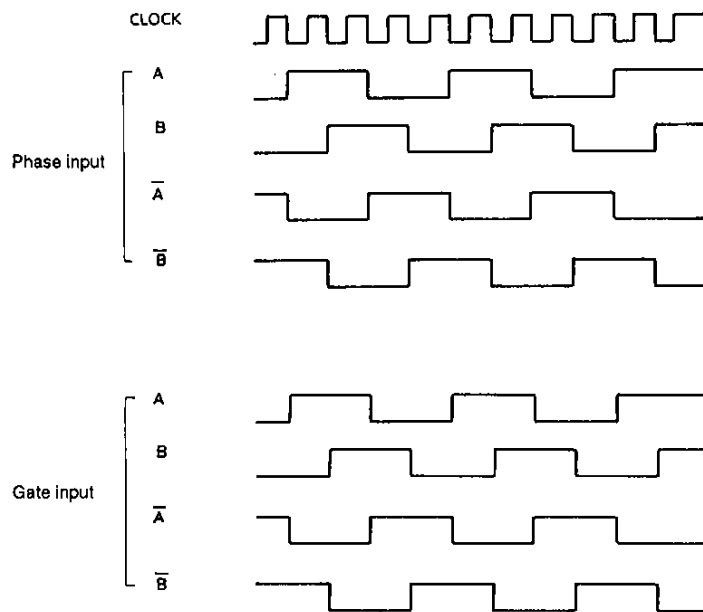 CLOCK
A
B
Phase input
A̅
B̅
A
B
Gate input
A̅
B̅